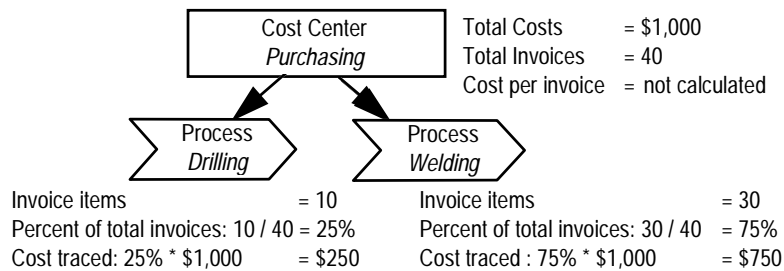 Cost Center
Purchasing
Total Costs = $1,000
Total Invoices = 40
Cost per invoice = not calculated
Process
Drilling
Process
Welding
Invoice items = 10
Percent of total invoices: 10 / 40 = 25%
Cost traced: 25% * $1,000 = $250
Invoice items = 30
Percent of total invoices: 30 / 40 = 75%
Cost traced : 75% * $1,000 = $750